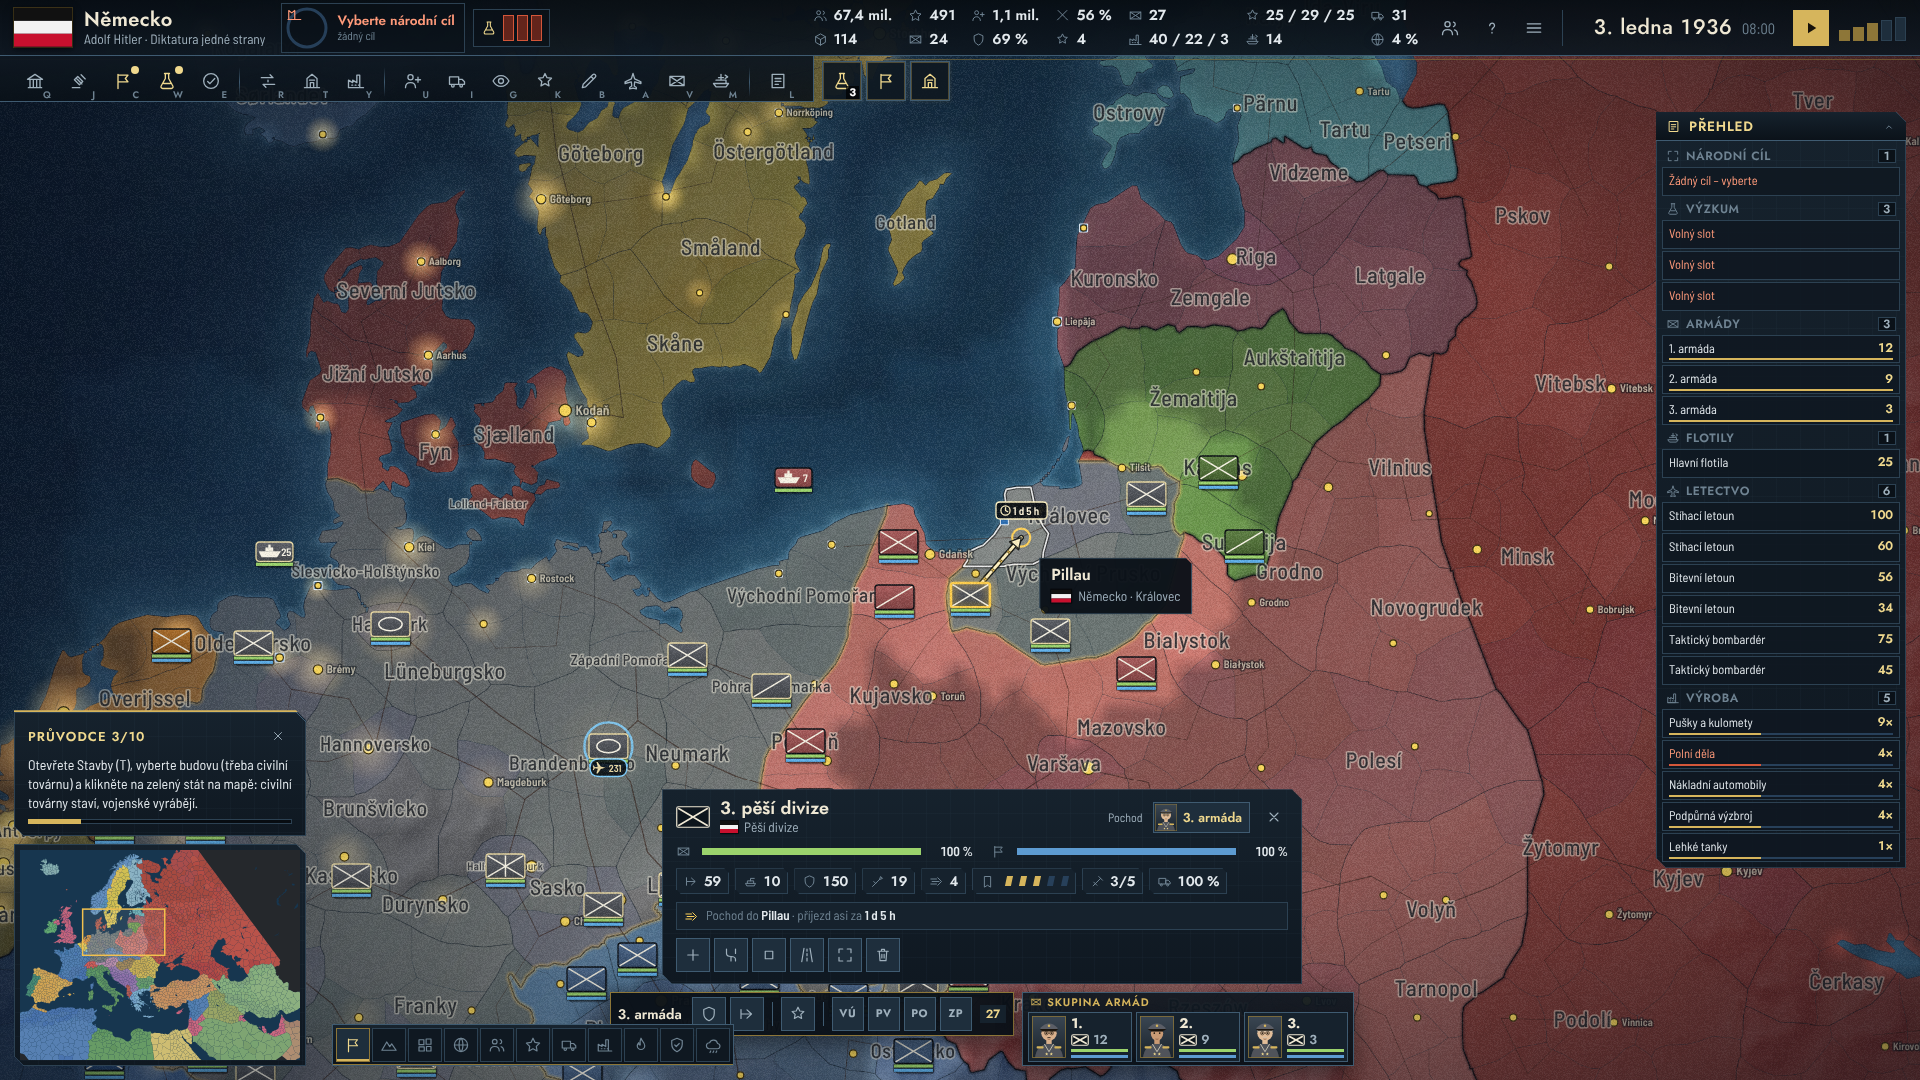 Německo
Adolf Hitler · Diktatura jedné strany
Vyberte národní cíl
žádný cíl
67,4 mil.
491
1,1 mil.
56 %
27
25 / 29 / 25
31
114
24
69 %
4
40 / 22 / 3
14
4 %
?
3. ledna 1936 08:00
Q
J
C
W
E
R
T
Y
U
I
G
K
B
A
V
M
L
3
Norrköping
Göteborg
Östergötland
Göteborg
Småland
Gotland
Skåne
Ostrovy
Pärnu
Tartu
Tartu
Petseri
Vidzeme
Tver
Pskov
Riga
Kuronsko
Zemgale
Latgale
Liepāja
Aukštaitija
Žemaitija
Vitebsk
Vitebsk
Aalborg
Severní Jutsko
Aarhus
Jižní Jutsko
Kodaň
Sjælland
Fyn
Lolland-Falster
7
25
Kiel
Šlesvicko-Holštýnsko
Rostock
Tilsit
Vilnius
1 d 5 h
Gdańsk
Grodno
Grodno
Minsk
Novogrudek
Bobrujsk
Východní Pomořan
Pillau
Německo · Královec
Brémy
Lüneburgsko
Overijssel
Kujavsko
Toruň
Bialystok
Białystok
Mazovsko
Varšava
Polesí
Hannoversko
Neumark
231
Magdeburk
Brunšvicko
Sasko
Durynsko
Franky
Žytomyr
Kyjev
Kyjev
Volyň
Žytomyr
Tarnopol
Podolí
Vinnica
Čerkasy
PŘEHLED
NÁRODNÍ CÍL 1
Žádný cíl – vyberte
VÝZKUM 3
Volný slot
Volný slot
Volný slot
ARMÁDY 3
1. armáda 12
2. armáda 9
3. armáda 3
FLOTILY 1
Hlavní flotila 25
LETECTVO 6
Stíhací letoun 100
Stíhací letoun 60
Bitevní letoun 56
Bitevní letoun 34
Taktický bombardér 75
Taktický bombardér 45
VÝROBA 5
Pušky a kulomety 9×
Polní děla 4×
Nákladní automobily 4×
Podpůrná výzbroj 4×
Lehké tanky 1×
PRŮVODCE 3/10
Otevřete Stavby (T), vyberte budovu (třeba civilní
továrnu) a klikněte na zelený stát na mapě: civilní
továrny staví, vojenské vyrábějí.
3. pěší divize
Pěší divize
Pochod
3. armáda
100 %
100 %
59
10
150
19
4
3/5
100 %
Pochod do Pillau · příjezd asi za 1 d 5 h
3. armáda
VÚ
PV
PO
ZP
27
SKUPINA ARMÁD
1.
12
2.
9
3.
3